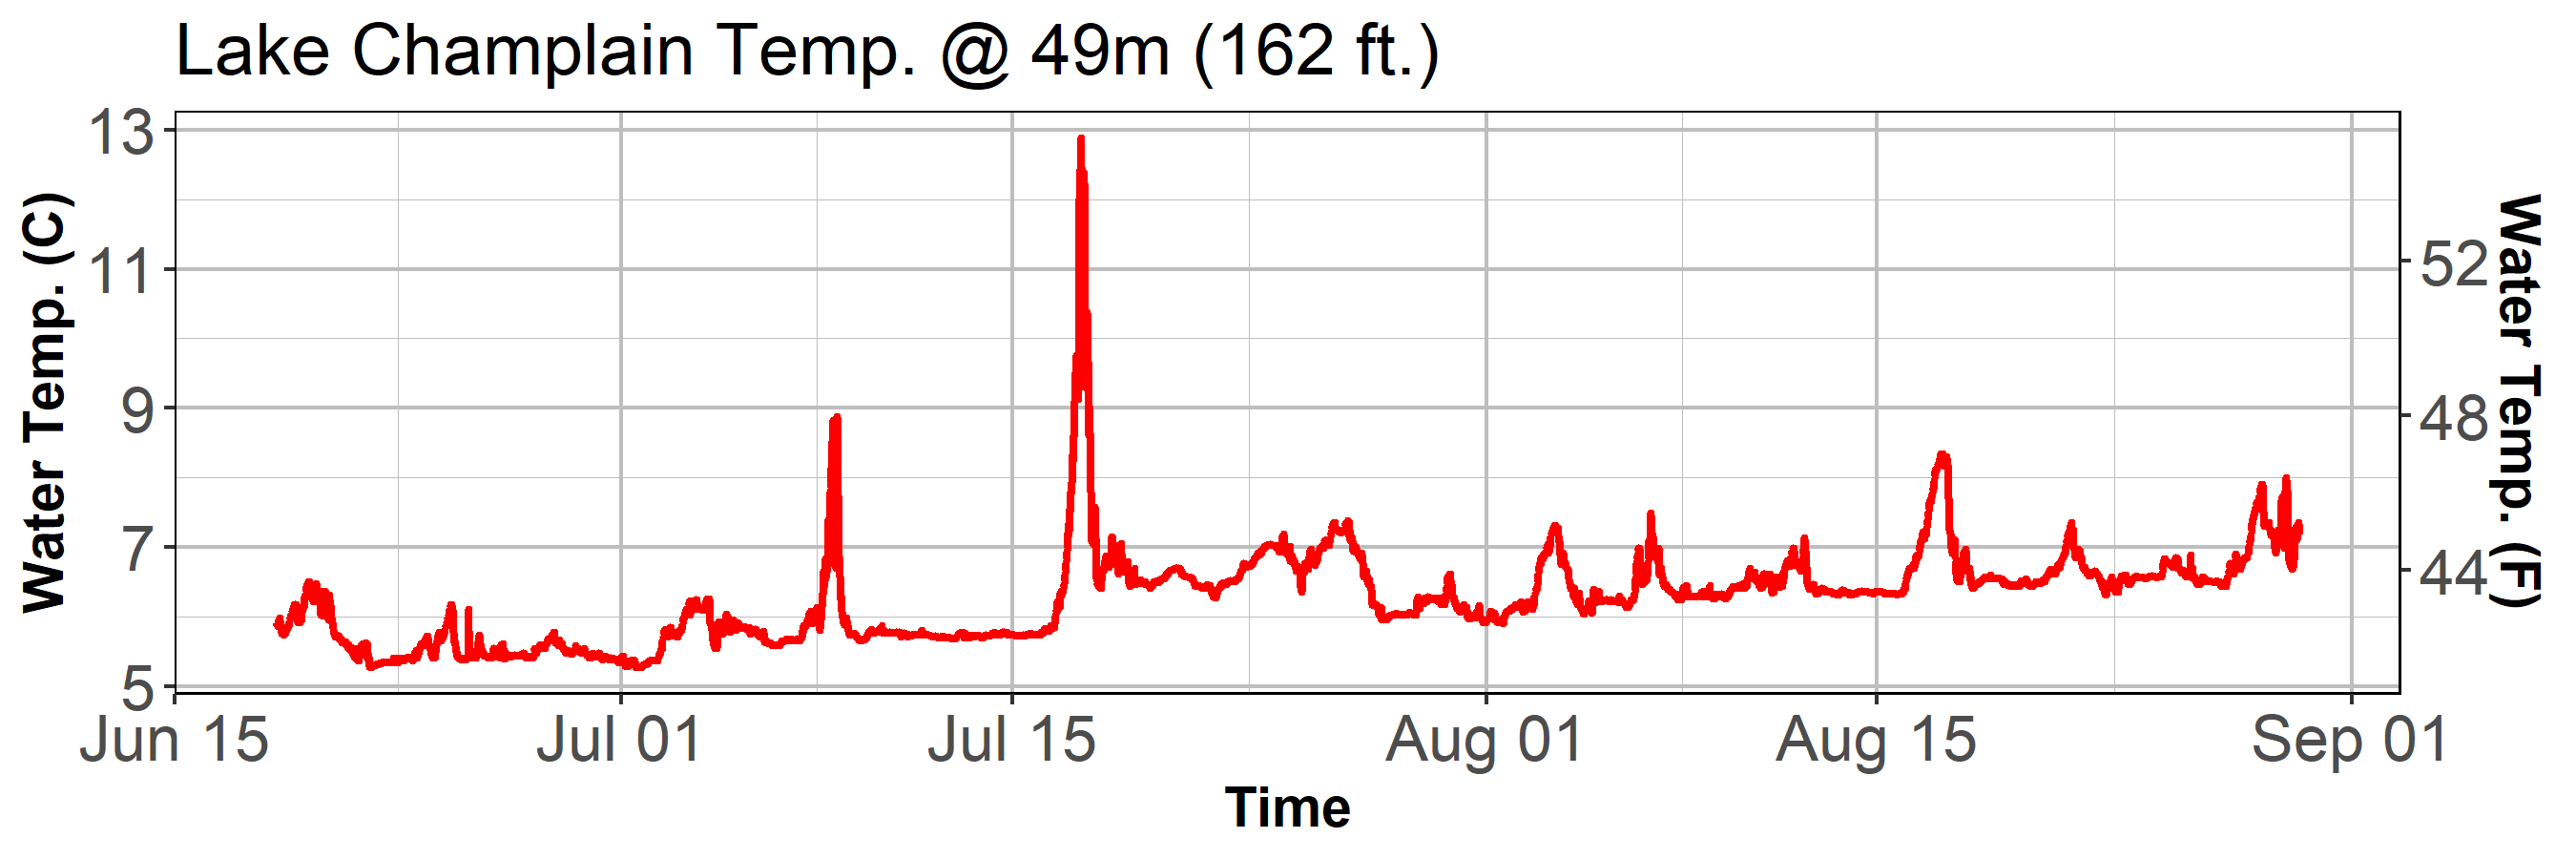 Lake Champlain Temp. @ 49m (162 ft.)
Water Temp. (C)
13
11
9
7
5
52
48
44
Water Temp. (F)
Jun 15 Jul 01 Jul 15 Aug 01 Aug 15 Sep 01
Time